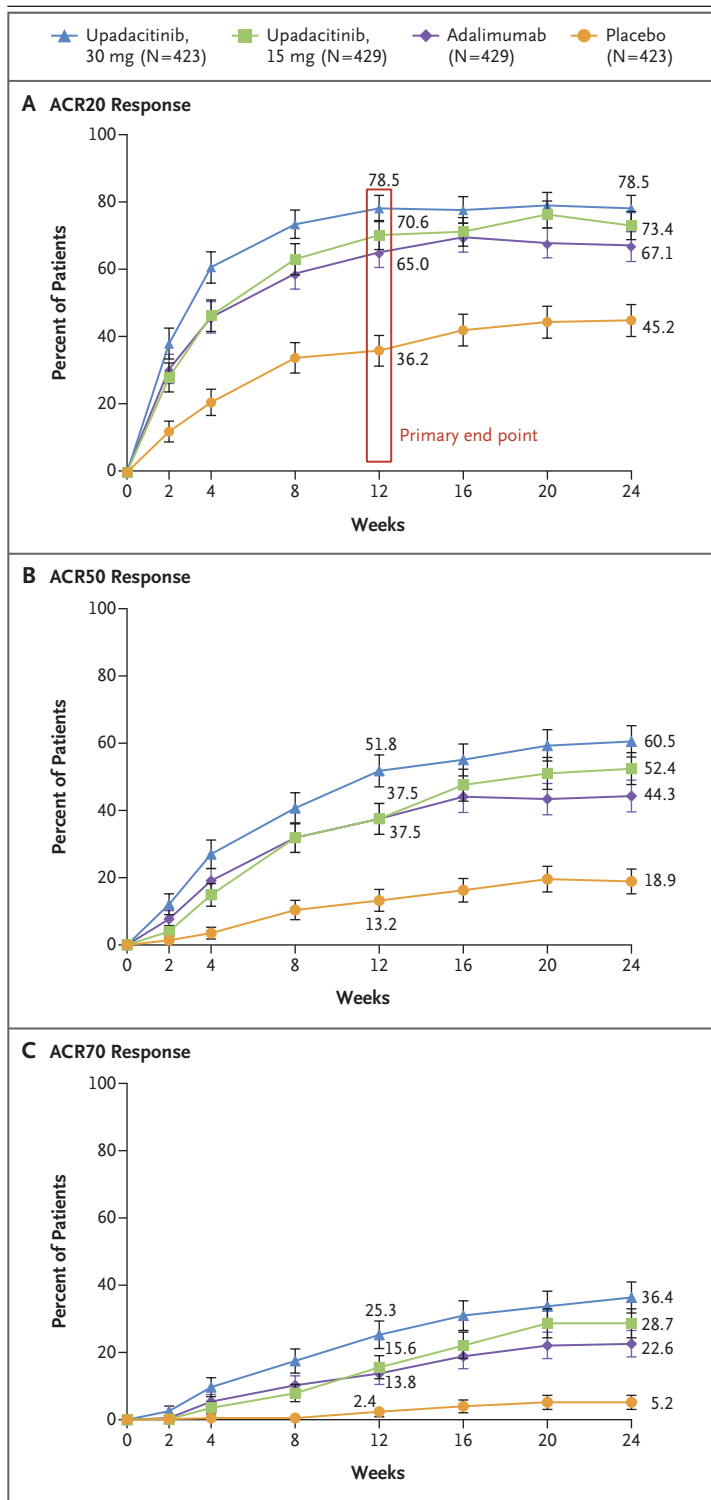 Upadacitinib, 30 mg (N=423)
Upadacitinib, 15 mg (N=429)
Adalimumab (N=429)
Placebo (N=423)
A ACR20 Response
Percent of Patients
100
80
60
40
20
0
78.5
70.6
65.0
36.2
78.5
73.4
67.1
45.2
Primary end point
0 2 4 8 12 16 20 24
Weeks
B ACR50 Response
Percent of Patients
100
80
60
40
20
0
51.8
37.5
37.5
13.2
60.5
52.4
44.3
18.9
0 2 4 8 12 16 20 24
Weeks
C ACR70 Response
Percent of Patients
100
80
60
40
20
0
25.3
15.6
13.8
2.4
36.4
28.7
22.6
5.2
0 2 4 8 12 16 20 24
Weeks